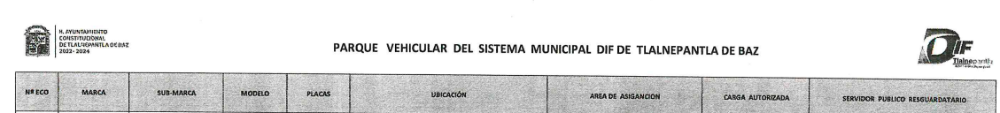 H. AYUNTAMIENTO
CONSTITUCIONAL
DE TLALNEPANTLA DE BAZ
2022-2024
PARQUE VEHICULAR DEL SISTEMA MUNICIPAL DIF DE TLALNEPANTLA DE BAZ
DIF
Tlalnepantla
Nº ECO MARCA SUB-MARCA MODELO PLACAS UBICACIÓN AREA DE ASIGANCION CARGA AUTORIZADA SERVIDOR PUBLICO RESGUARDATARIO